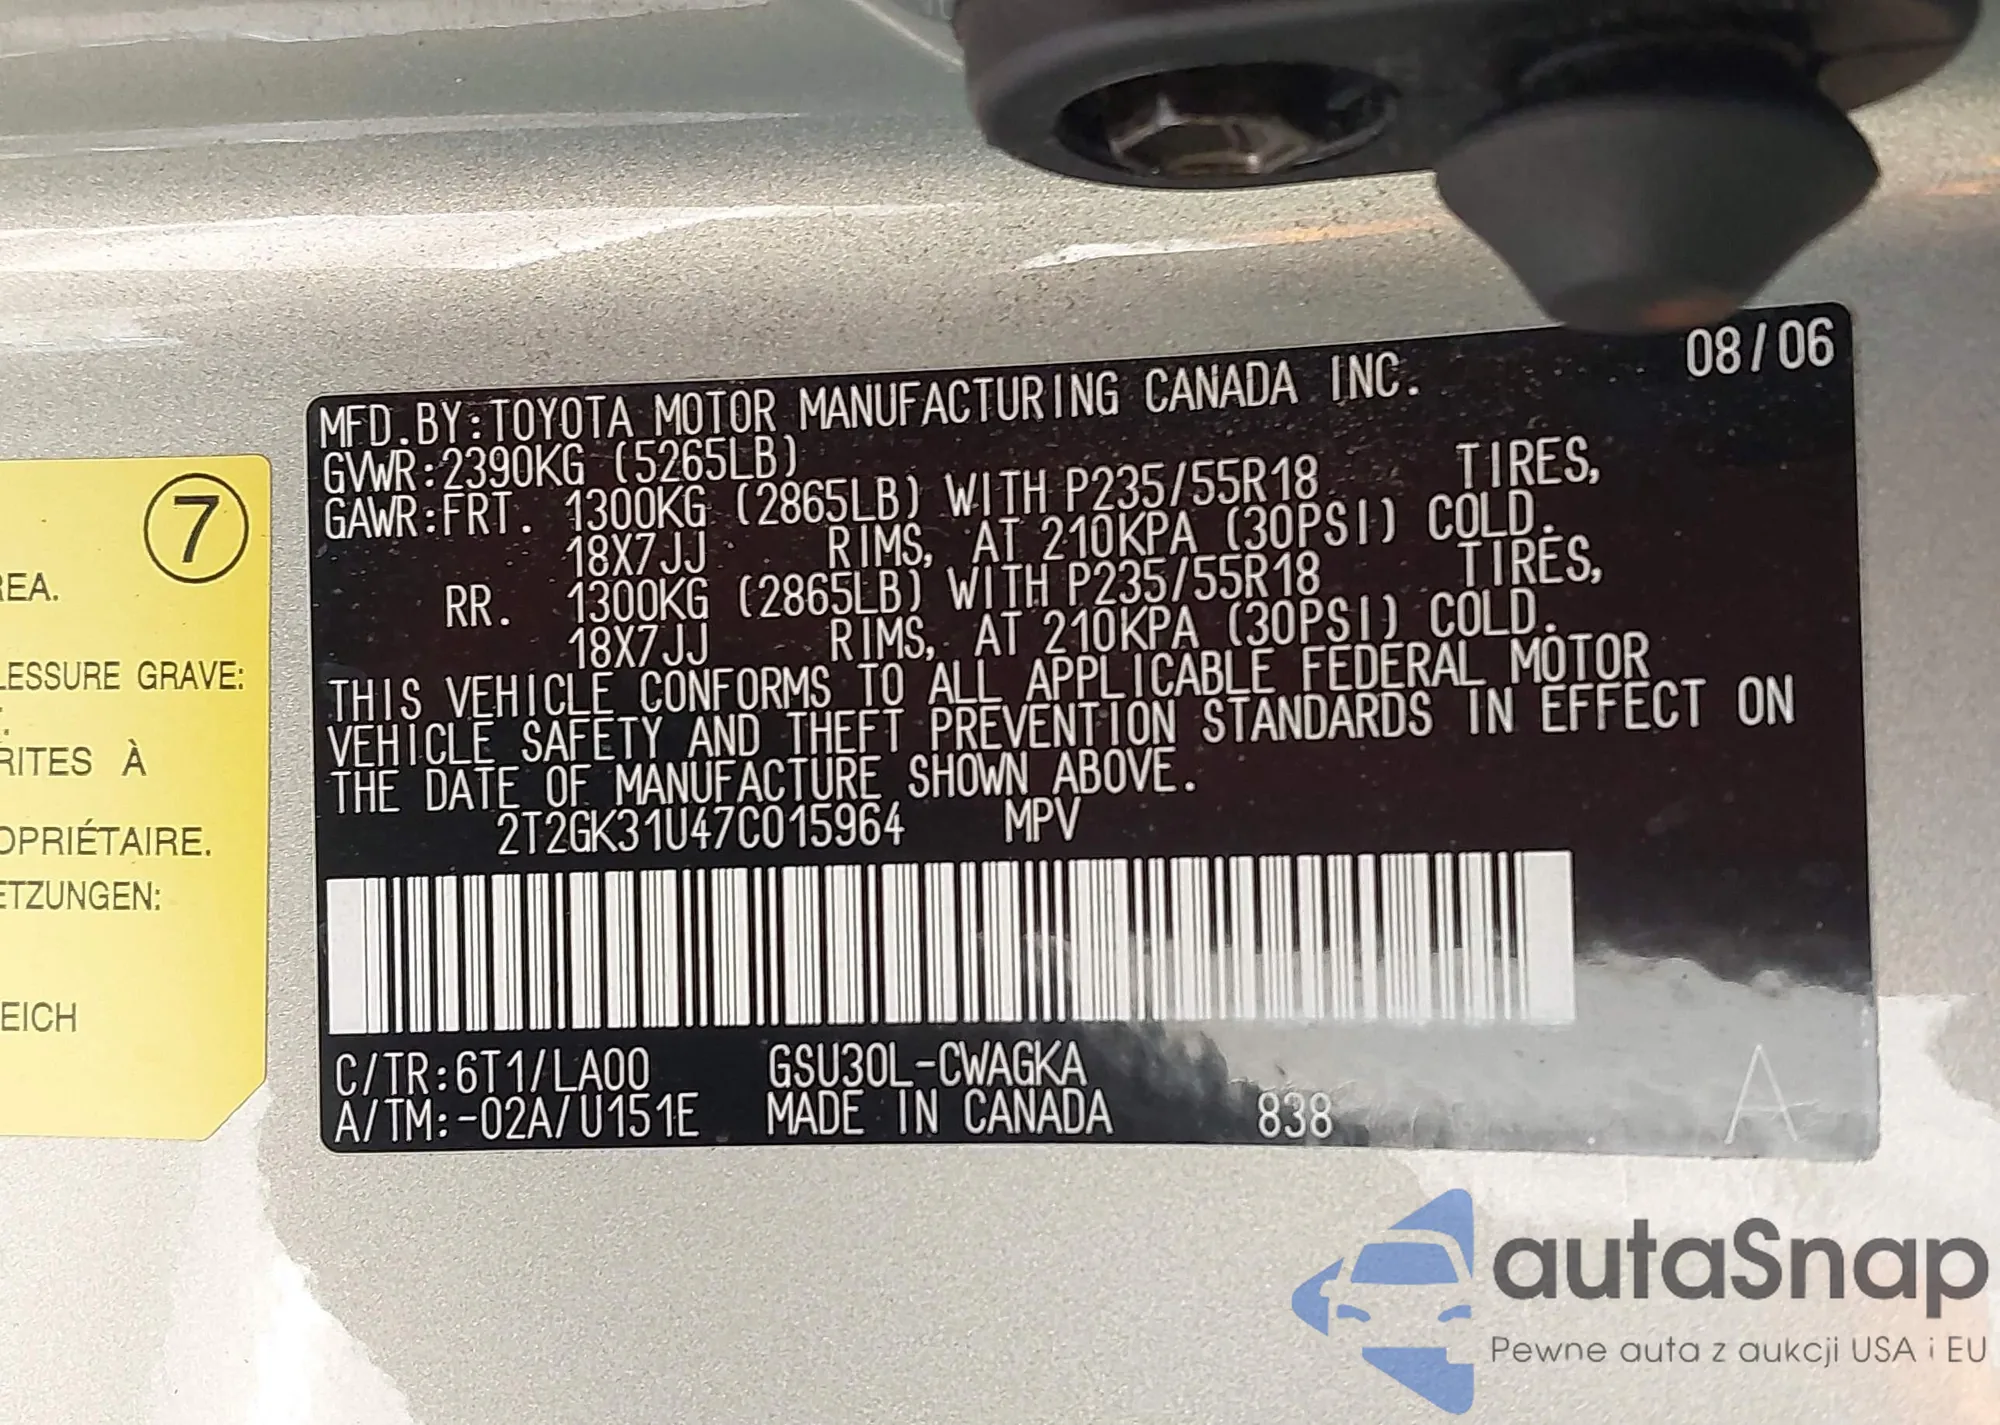 MFD.BY:TOYOTA MOTOR MANUFACTURING CANADA INC. 08/06
GVWR:2390KG (5265LB)
GAWR:FRT. 1300KG (2865LB) WITH P235/55R18 TIRES,
18X7JJ RIMS, AT 210KPA (30PSI) COLD.
RR. 1300KG (2865LB) WITH P235/55R18 TIRES,
18X7JJ RIMS, AT 210KPA (30PSI) COLD.
THIS VEHICLE CONFORMS TO ALL APPLICABLE FEDERAL MOTOR
VEHICLE SAFETY AND THEFT PREVENTION STANDARDS IN EFFECT ON
THE DATE OF MANUFACTURE SHOWN ABOVE.
2T2GK31U47C015964 MPV
C/TR:6T1/LA00 GSU30L-CWAGKA
A/TM:-02A/U151E MADE IN CANADA 838 A
7
REA.
LESSURE GRAVE:
RITES À
OPRIÉTAIRE.
ETZUNGEN:
EICH
autaSnap
Pewne auta z aukcji USA i EU